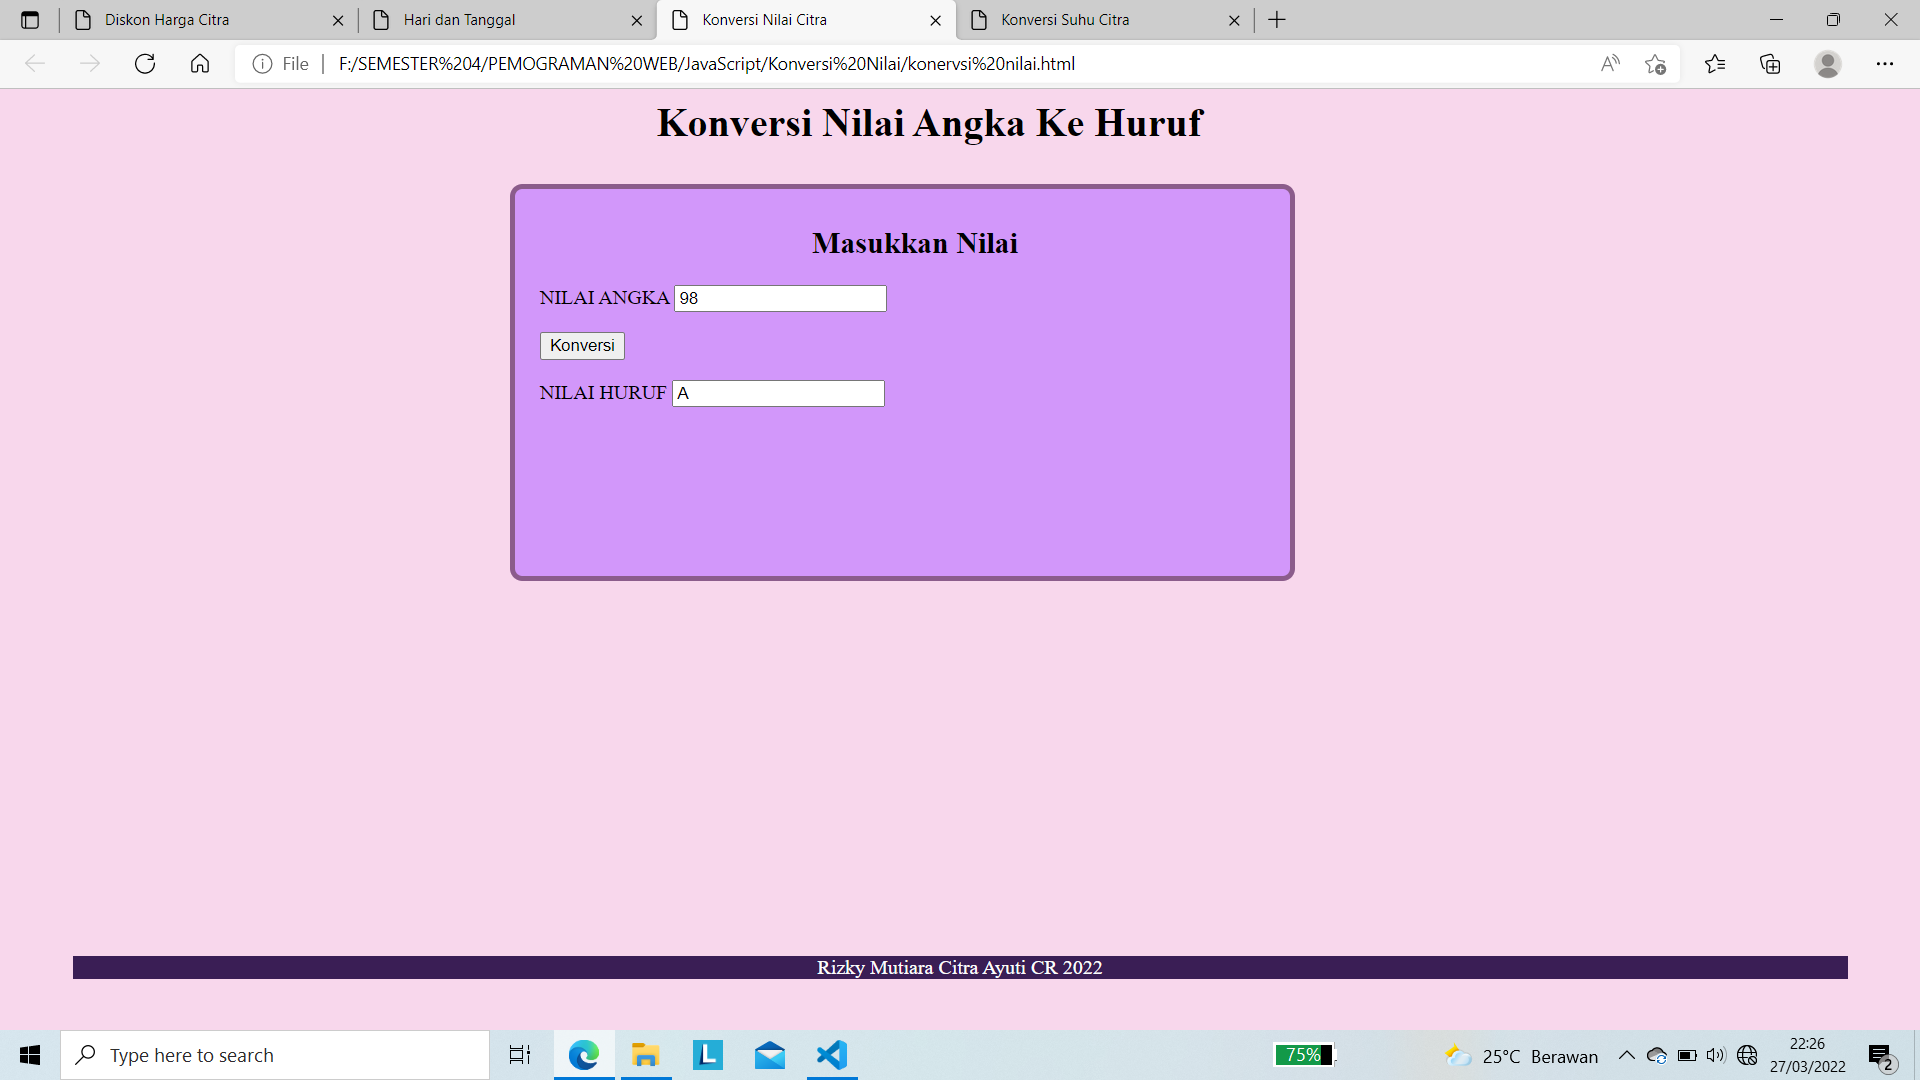 Diskon Harga Citra
Hari dan Tanggal
Konversi Nilai Citra
Konversi Suhu Citra
File
F:/SEMESTER%204/PEMOGRAMAN%20WEB/JavaScript/Konversi%20Nilai/konervsi%20nilai.html
Konversi Nilai Angka Ke Huruf
Masukkan Nilai
NILAI ANGKA 98
Konversi
NILAI HURUF A
Rizky Mutiara Citra Ayuti CR 2022
Type here to search
75%
25°C Berawan
22:26
27/03/2022
2